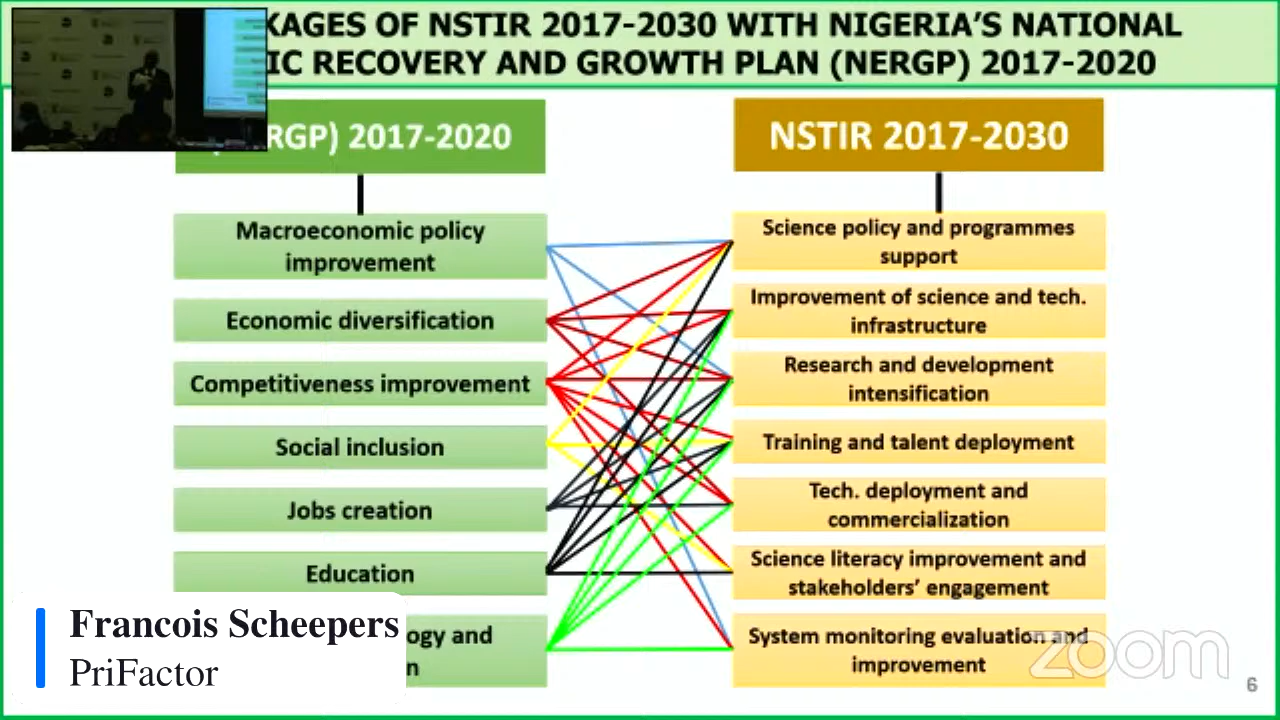 KAGES OF NSTIR 2017-2030 WITH NIGERIA'S NATIONAL
IC RECOVERY AND GROWTH PLAN (NERGP) 2017-2020
RGP) 2017-2020
NSTIR 2017-2030
Macroeconomic policy
improvement
Economic diversification
Competitiveness improvement
Social inclusion
Jobs creation
Education
ogy and
n
Science policy and programmes
support
Improvement of science and tech.
infrastructure
Research and development
intensification
Training and talent deployment
Tech. deployment and
commercialization
Science literacy improvement and
stakeholders' engagement
System monitoring evaluation and
improvement
Francois Scheepers
PriFactor
zoom
6